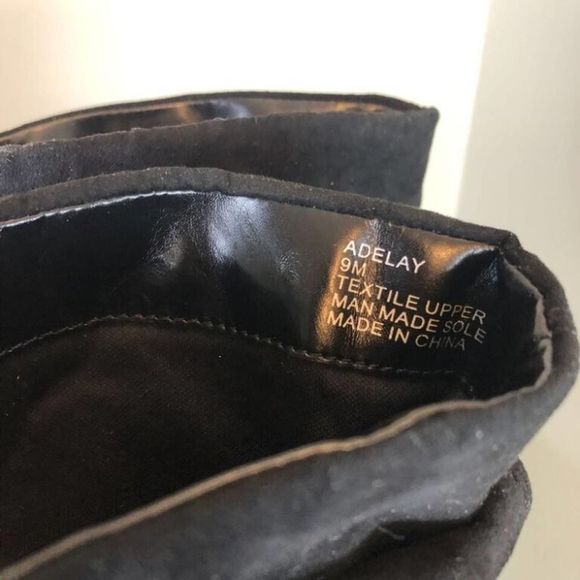 ADELAY
9M
TEXTILE UPPER
MAN MADE SOLE
MADE IN CHINA